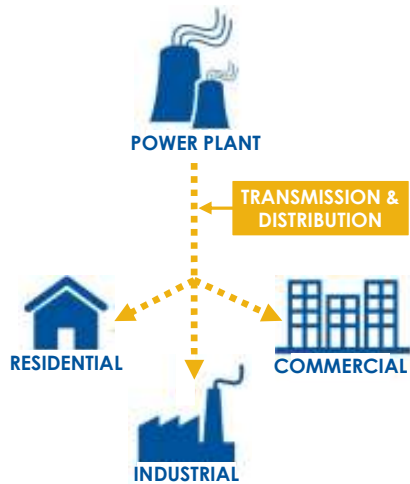 POWER PLANT
TRANSMISSION &
DISTRIBUTION
RESIDENTIAL
COMMERCIAL
INDUSTRIAL